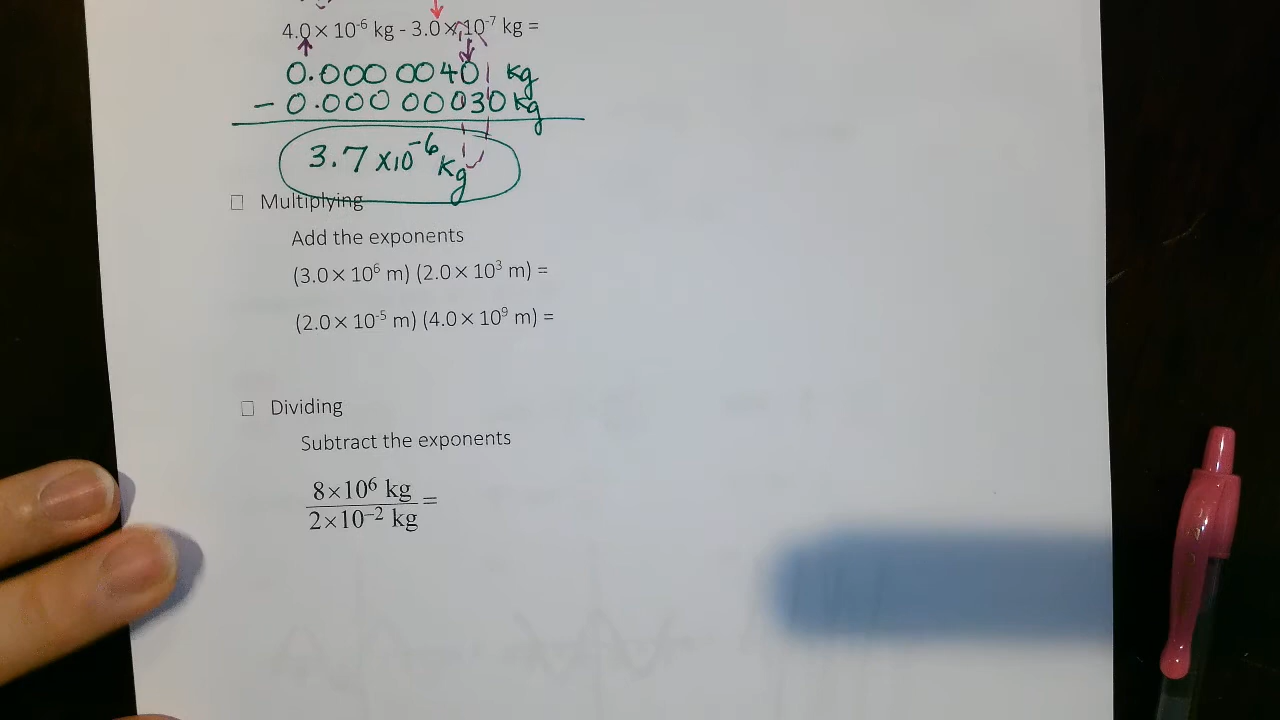 4.0 × 10⁻⁶ kg - 3.0 × 10⁻⁷ kg =
0.000 0040 kg
- 0.000 00030 kg
3.7 x10⁻⁶ kg
□ Multiplying
Add the exponents
(3.0 × 10⁶ m) (2.0 × 10³ m) =
(2.0 × 10⁻⁵ m) (4.0 × 10⁹ m) =
□ Dividing
Subtract the exponents
8×10⁶ kg
2×10⁻² kg =